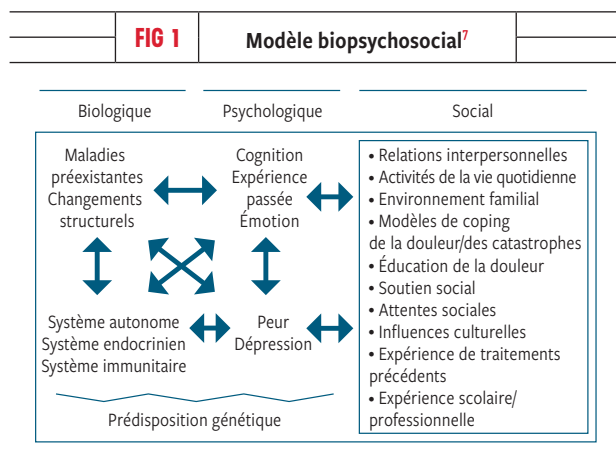 FIG 1
Modèle biopsychosocial7
Biologique
Psychologique
Social
Maladies
préexistantes
Changements
structurels
Cognition
Expérience
passée
Émotion
Système autonome
Système endocrinien
Système immunitaire
Peur
Dépression
Prédisposition génétique
• Relations interpersonnelles
• Activités de la vie quotidienne
• Environnement familial
• Modèles de coping
de la douleur/des catastrophes
• Éducation de la douleur
• Soutien social
• Attentes sociales
• Influences culturelles
• Expérience de traitements
précédents
• Expérience scolaire/
professionnelle